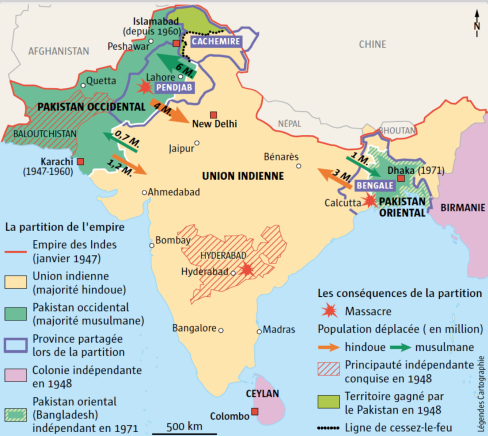 Islamabad
(depuis 1960)
Peshawar
CACHEMIRE
CHINE
N
AFGHANISTAN
6 M.
Lahore
PENDJAB
Quetta
PAKISTAN OCCIDENTAL
4 M.
New Delhi
NÉPAL
BHOUTAN
BALOUTCHISTAN
0,7 M.
Jaipur
Karachi
(1947-1960)
Bénarès
1 M.
Dhaka (1971)
UNION INDIENNE
3 M.
BENGALE
Ahmedabad
Calcutta
PAKISTAN
ORIENTAL
BIRMANIE
La partition de l'empire
Empire des Indes
(janvier 1947)
Union indienne
(majorité hindoue)
Pakistan occidental
(majorité musulmane)
Province partagée
lors de la partition
Colonie indépendante
en 1948
Pakistan oriental
(Bangladesh)
indépendant en 1971
Bombay
HYDERABAD
Hyderabad
Bangalore
Madras
CEYLAN
Colombo
500 km
Les conséquences de la partition
Massacre
Population déplacée ( en million)
hindoue
musulmane
Principauté indépendante
conquise en 1948
Territoire gagné par
le Pakistan en 1948
Ligne de cessez-le-feu
Légendes Cartographie